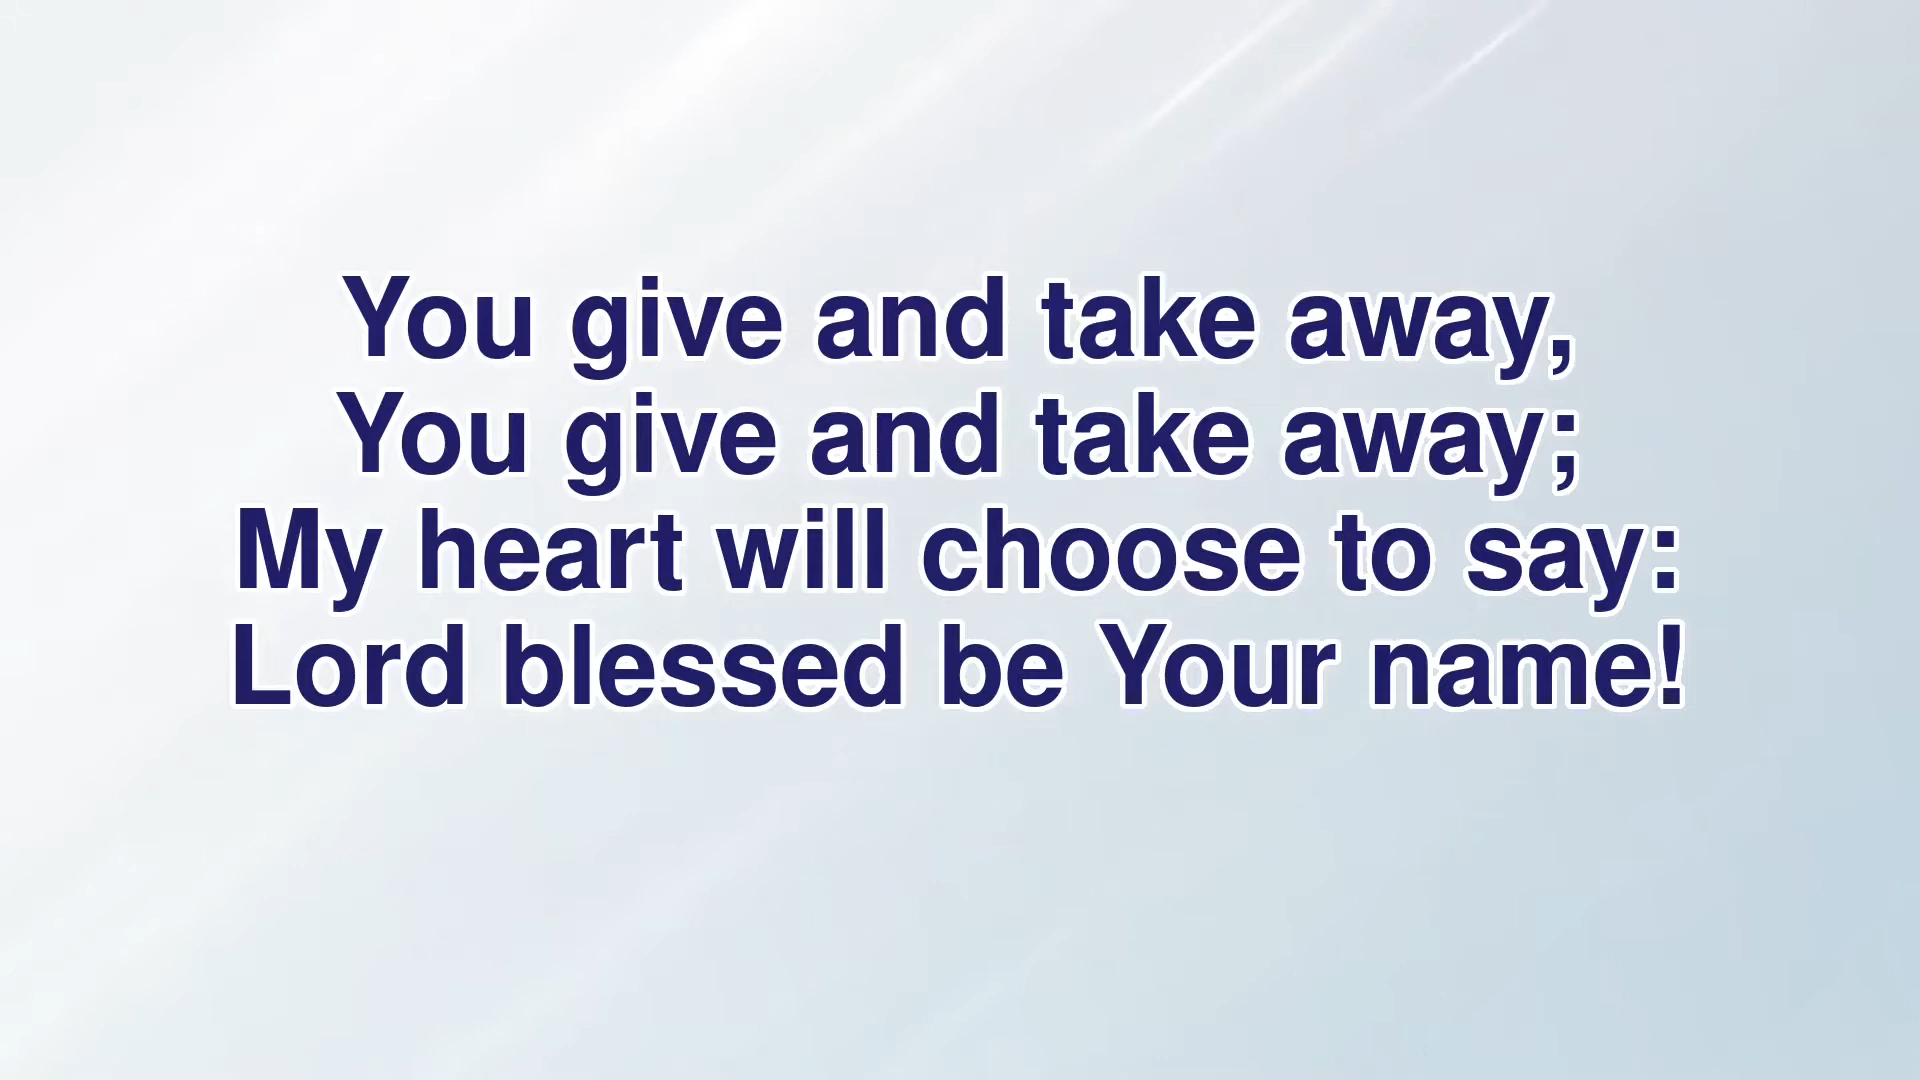 You give and take away,
You give and take away;
My heart will choose to say:
Lord blessed be Your name!